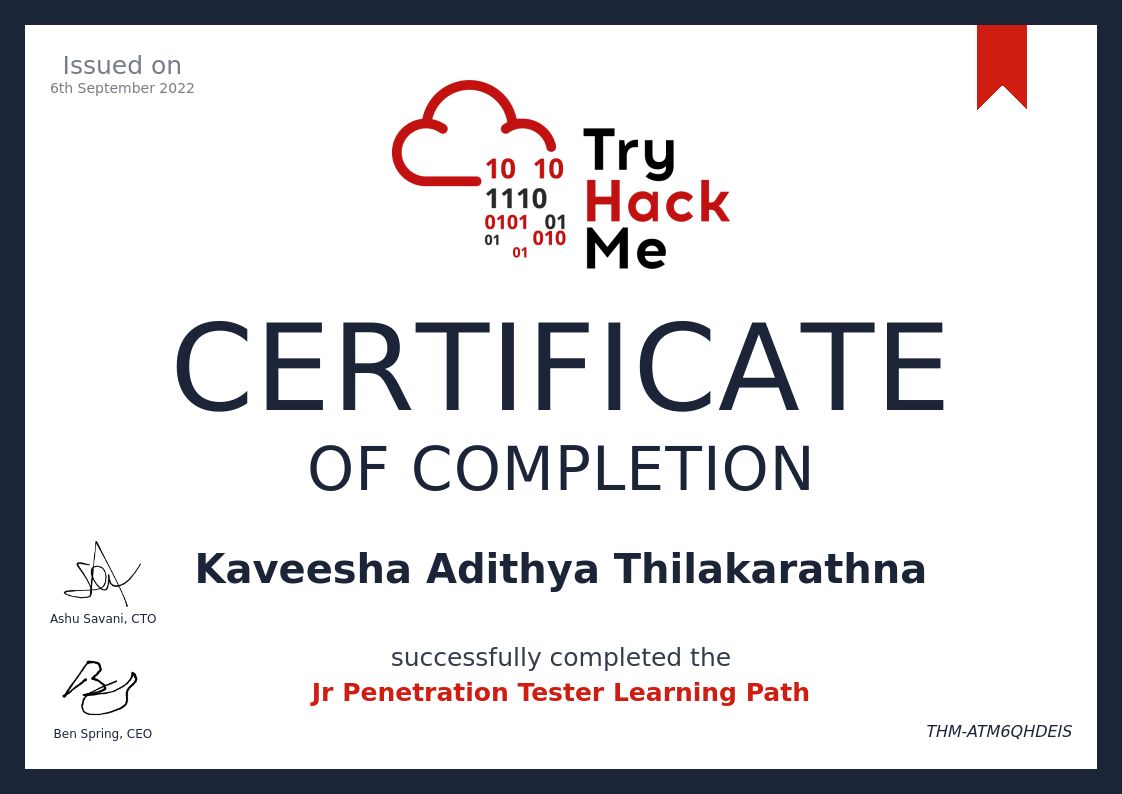 Issued on
6th September 2022
10 10
1110
0101 01
01 010
01
Try
Hack
Me
CERTIFICATE
OF COMPLETION
Kaveesha Adithya Thilakarathna
Ashu Savani, CTO
successfully completed the
Jr Penetration Tester Learning Path
Ben Spring, CEO
THM-ATM6QHDEIS